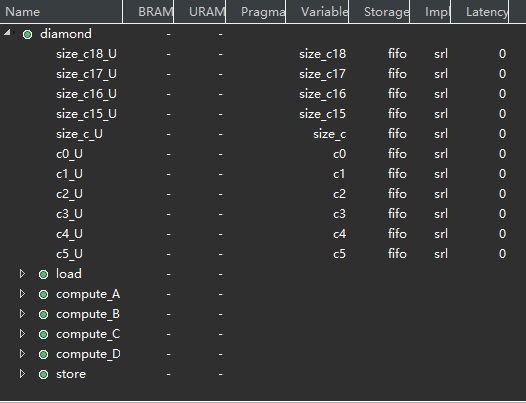 Name BRAM URAM Pragma Variable Storage Impl Latency
diamond - -
size_c18_U - - size_c18 fifo srl 0
size_c17_U - - size_c17 fifo srl 0
size_c16_U - - size_c16 fifo srl 0
size_c15_U - - size_c15 fifo srl 0
size_c_U - - size_c fifo srl 0
c0_U - - c0 fifo srl 0
c1_U - - c1 fifo srl 0
c2_U - - c2 fifo srl 0
c3_U - - c3 fifo srl 0
c4_U - - c4 fifo srl 0
c5_U - - c5 fifo srl 0
load - -
compute_A - -
compute_B - -
compute_C - -
compute_D - -
store - -